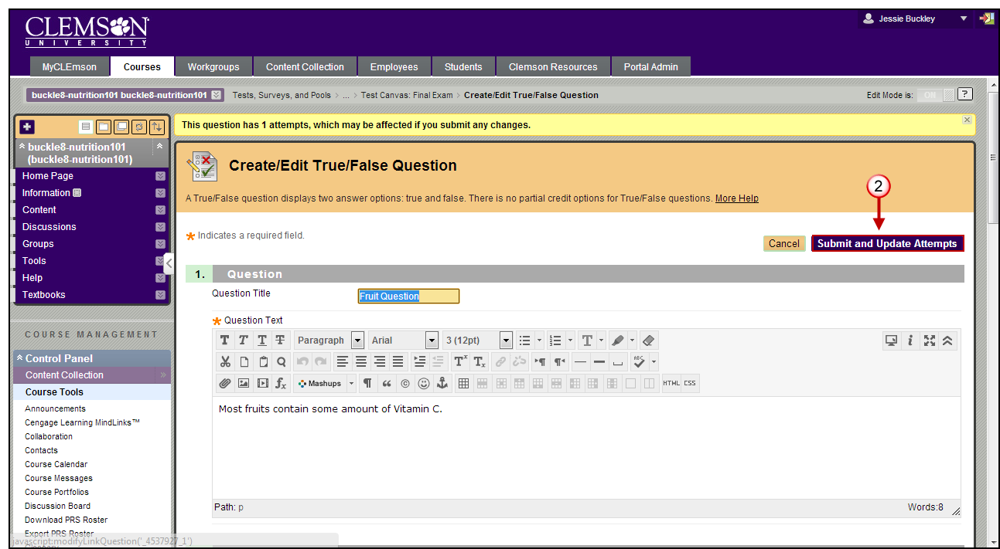 CLEMSON
UNIVERSITY
Jessie Buckley
MyCLEmson
Courses
Workgroups
Content Collection
Employees
Students
Clemson Resources
Portal Admin
buckle8-nutrition101 buckle8-nutrition101
Tests, Surveys, and Pools > ... > Test Canvas: Final Exam > Create/Edit True/False Question
Edit Mode is: ON
?
This question has 1 attempts, which may be affected if you submit any changes.
buckle8-nutrition101
(buckle8-nutrition101)
Home Page
Information
Content
Discussions
Groups
Tools
Help
Textbooks
COURSE MANAGEMENT
Control Panel
Content Collection
Course Tools
Announcements
Cengage Learning MindLinks™
Collaboration
Contacts
Course Calendar
Course Messages
Course Portfolios
Discussion Board
Download PRS Roster
Export PRS Roster
javascript:modifyLinkQuestion('_4537927_1')
Create/Edit True/False Question
A True/False question displays two answer options: true and false. There is no partial credit options for True/False questions. More Help
2
Indicates a required field.
Cancel
Submit and Update Attempts
1. Question
Question Title
Fruit Question
Question Text
T T T T Paragraph Arial 3 (12pt)
Mashups
HTML CSS
Most fruits contain some amount of Vitamin C.
Path: p
Words:8